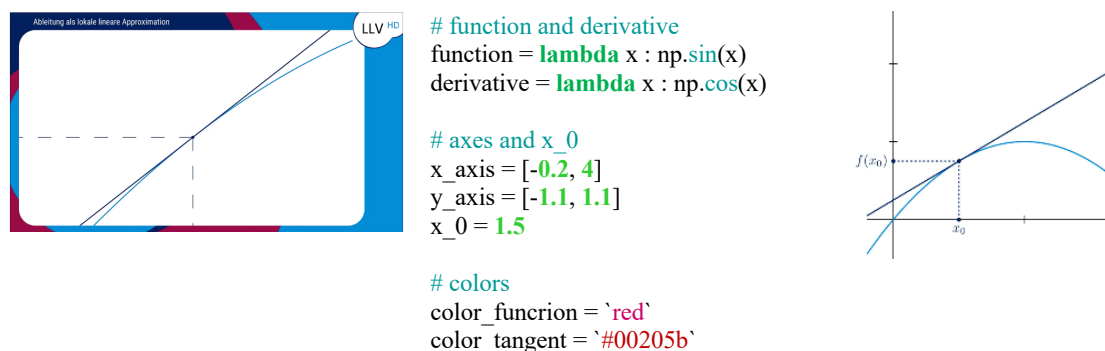 Ableitung als lokale lineare Approximation
LLV HD
# function and derivative
function = lambda x : np.sin(x)
derivative = lambda x : np.cos(x)
# axes and x_0
x_axis = [-0.2, 4]
y_axis = [-1.1, 1.1]
x_0 = 1.5
# colors
color_funcrion = `red`
color_tangent = `#00205b`
f(x₀)
x₀